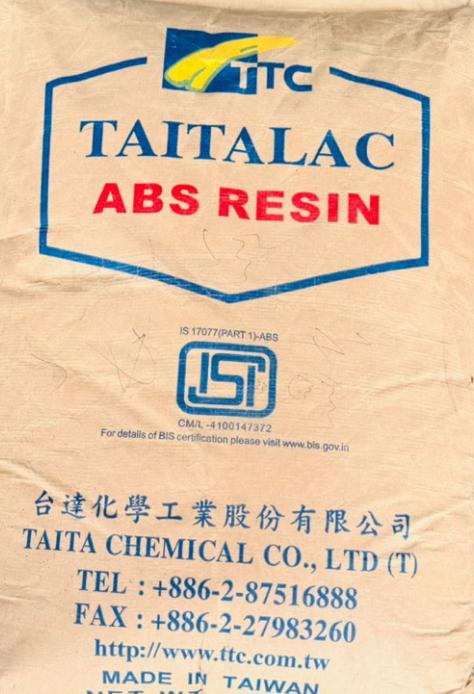 TTC
TAITALAC
ABS RESIN
IS 17077(PART 1)-ABS
ISI
CM/L -4100147372
For details of BIS certification please visit www.bis.gov.in
台達化學工業股份有限公司
TAITA CHEMICAL CO., LTD (T)
TEL : +886-2-87516888
FAX : +886-2-27983260
http://www.ttc.com.tw
MADE IN TAIWAN